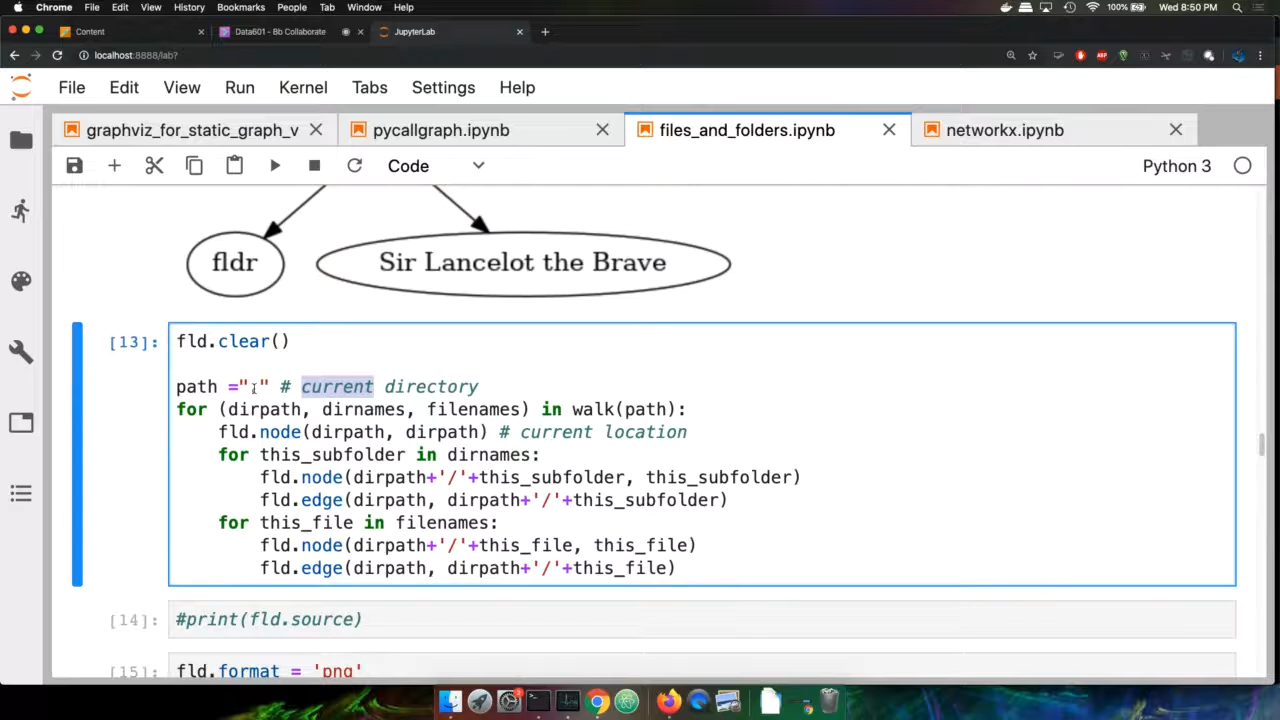 Chrome File Edit View History Bookmarks People Tab Window Help 100% Wed 8:50 PM
Content Data601 - Bb Collaborate JupyterLab
localhost:8888/lab?
File Edit View Run Kernel Tabs Settings Help
graphviz_for_static_graph_v pycallgraph.ipynb files_and_folders.ipynb networkx.ipynb
Code Python 3
fldr Sir Lancelot the Brave
[13]: fld.clear()
path ="." # current directory
for (dirpath, dirnames, filenames) in walk(path):
fld.node(dirpath, dirpath) # current location
for this_subfolder in dirnames:
fld.node(dirpath+'/'+this_subfolder, this_subfolder)
fld.edge(dirpath, dirpath+'/'+this_subfolder)
for this_file in filenames:
fld.node(dirpath+'/'+this_file, this_file)
fld.edge(dirpath, dirpath+'/'+this_file)
[14]: #print(fld.source)
[15]: fld.format = 'png'